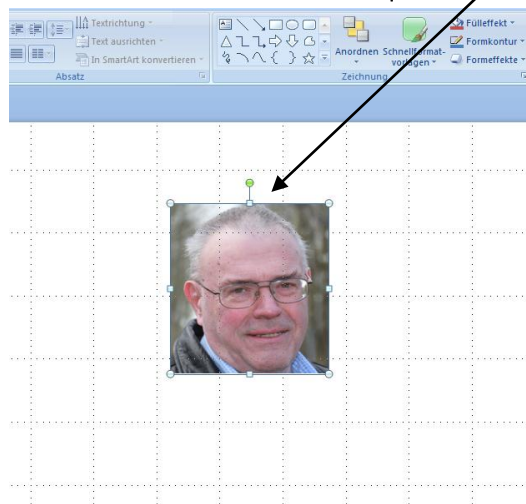 Textrichtung
Text ausrichten
In SmartArt konvertieren
Absatz
Anordnen
Schnellformat-
vorlagen
Zeichnung
Fülleffekt
Formkontur
Formeffekte